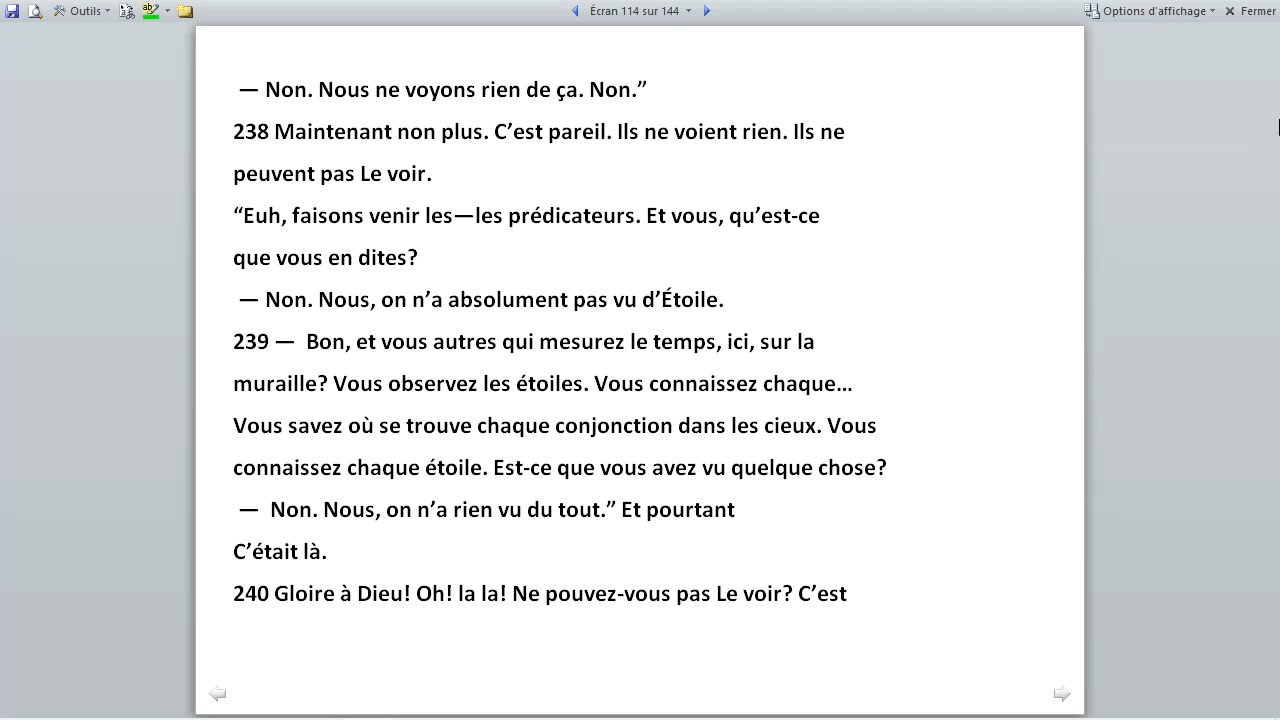 Outils
Écran 114 sur 144
Options d'affichage
Fermer
— Non. Nous ne voyons rien de ça. Non.”
238 Maintenant non plus. C’est pareil. Ils ne voient rien. Ils ne
peuvent pas Le voir.
“Euh, faisons venir les—les prédicateurs. Et vous, qu’est-ce
que vous en dites?
— Non. Nous, on n’a absolument pas vu d’Étoile.
239 — Bon, et vous autres qui mesurez le temps, ici, sur la
muraille? Vous observez les étoiles. Vous connaissez chaque...
Vous savez où se trouve chaque conjonction dans les cieux. Vous
connaissez chaque étoile. Est-ce que vous avez vu quelque chose?
— Non. Nous, on n’a rien vu du tout.” Et pourtant
C’était là.
240 Gloire à Dieu! Oh! la la! Ne pouvez-vous pas Le voir? C’est